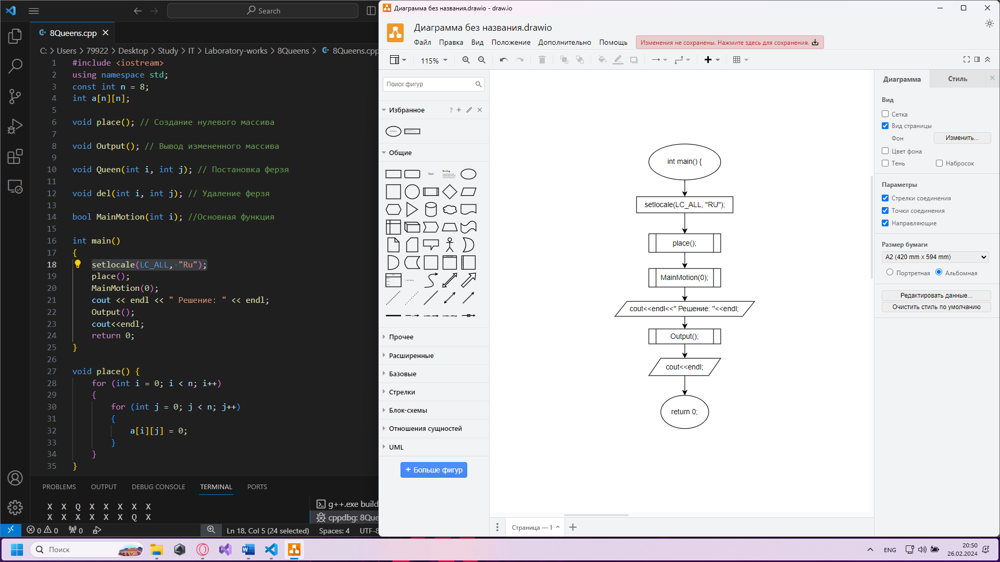 Search
8Queens.cpp
C: > Users > 79922 > Desktop > Study > IT > Laboratory-works > 8Queens > 8Queens.cpp
1 #include <iostream>
2 using namespace std;
3 const int n = 8;
4 int a[n][n];
5
6 void place(); // Создание нулевого массива
7
8 void Output(); // Вывод измененного массива
9
10 void Queen(int i, int j); // Постановка ферзя
11
12 void del(int i, int j); // Удаление ферзя
13
14 bool MainMotion(int i); //Основная функция
15
16 int main()
17 {
18 setlocale(LC_ALL, "Ru");
19 place();
20 MainMotion(0);
21 cout << endl << " Решение: " << endl;
22 Output();
23 cout<<endl;
24 return 0;
25 }
26
27 void place() {
28 for (int i = 0; i < n; i++)
29 {
30 for (int j = 0; j < n; j++)
31 {
32 a[i][j] = 0;
33 }
34 }
35 }
PROBLEMS OUTPUT DEBUG CONSOLE TERMINAL PORTS
X X Q X X X X X
X X X X X X Q X
g++.exe build
cppdbg: 8Que
0 0 0
Ln 18, Col 5 (24 selected) Spaces: 4 UTF-8
Диаграмма без названия.drawio - draw.io
Диаграмма без названия.drawio
Файл Правка Вид Положение Дополнительно Помощь
Изменения не сохранены. Нажмите здесь для сохранения.
115%
Поиск фигур
Избранное ?
Общие
Text
Heading
List Item
Прочее
Расширенные
Базовые
Стрелки
Блок-схемы
Отношения сущностей
UML
+ Больше фигур
int main() {
setlocale(LC_ALL, "RU");
place();
MainMotion(0);
cout<<endl<<" Решение: "<<endl;
Output();
cout<<endl;
return 0;
Страница — 1
Диаграмма Стиль
Вид
Сетка
Вид страницы
Фон Изменить...
Цвет фона
Тень Набросок
Параметры
Стрелки соединения
Точки соединения
Направляющие
Размер бумаги
A2 (420 mm x 594 mm)
Портретная Альбомная
Редактировать данные...
Очистить стиль по умолчанию
Поиск
ENG
20:50
26.02.2024